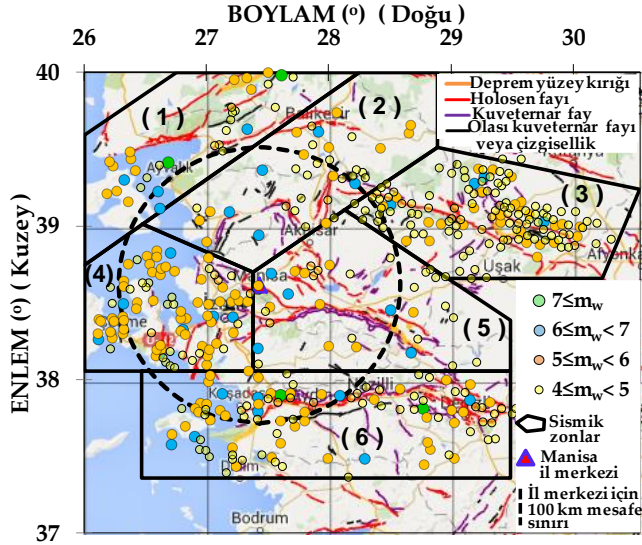 BOYLAM (º) ( Doğu)
26 27 28 29 30
ENLEM (º) ( Kuzey)
40
39
38
37
Deprem yüzey kırığı
Holosen fayı
Kuveternar fay
Olası kuveternar fayı
veya çizgisellik
( 1 )
( 2 )
( 3 )
(4)
( 5 )
( 6 )
Ayvalık
Uşak
Bodrum
7≤mw
6≤mw< 7
5≤mw< 6
4≤mw< 5
Sismik
zonlar
Manisa
il merkezi
İl merkezi için
100 km mesafe
sınırı